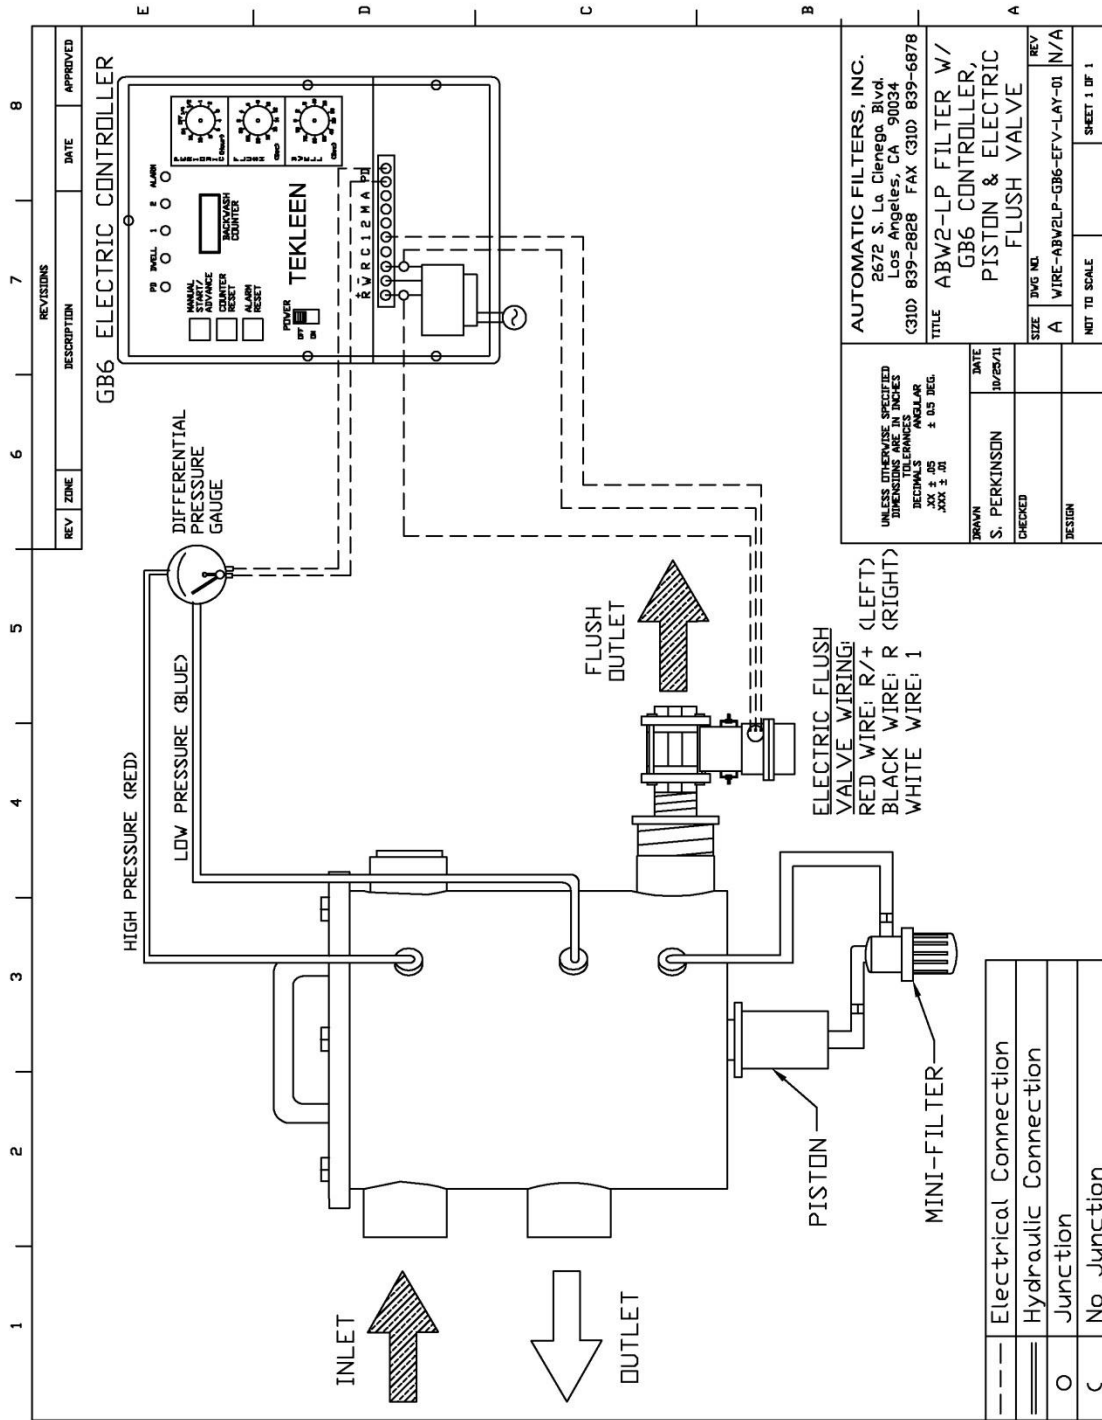 1 2 3 4 5 6 7 8
E
D
C
B
A
REVISIONS
REV ZONE DESCRIPTION DATE APPROVED
GB6 ELECTRIC CONTROLLER
PD DWELL 1 2 ALARM
MANUAL
START/
ADVANCE
COUNTER
RESET
ALARM
RESET
BACKWASH
COUNTER
PERIODIC
FLUSH
DWELL
POWER
OFF
ON
TEKLEEN
+ R W R C 1 2 M A PD
DIFFERENTIAL
PRESSURE
GAUGE
HIGH PRESSURE (RED)
LOW PRESSURE (BLUE)
INLET
OUTLET
FLUSH
OUTLET
PISTON
MINI-FILTER
ELECTRIC FLUSH
VALVE WIRING:
RED WIRE: R/+ (LEFT)
BLACK WIRE: R (RIGHT)
WHITE WIRE: 1
Electrical Connection
Hydraulic Connection
Junction
No Junction
UNLESS OTHERWISE SPECIFIED
DIMENSIONS ARE IN INCHES
TOLERANCES
DECIMALS ANGULAR
.XX ± .05 ± 0.5 DEG.
.XXX ± .01
DRAWN DATE
S. PERKINSON 10/25/11
CHECKED
DESIGN
AUTOMATIC FILTERS, INC.
2672 S. La Cienega Blvd.
Los Angeles, CA 90034
(310) 839-2828 FAX (310) 839-6878
TITLE ABW2-LP FILTER W/
GB6 CONTROLLER,
PISTON & ELECTRIC
FLUSH VALVE
SIZE DWG NO. REV
A WIRE-ABW2LP-GB6-EFV-LAY-01 N/A
NOT TO SCALE SHEET 1 OF 1